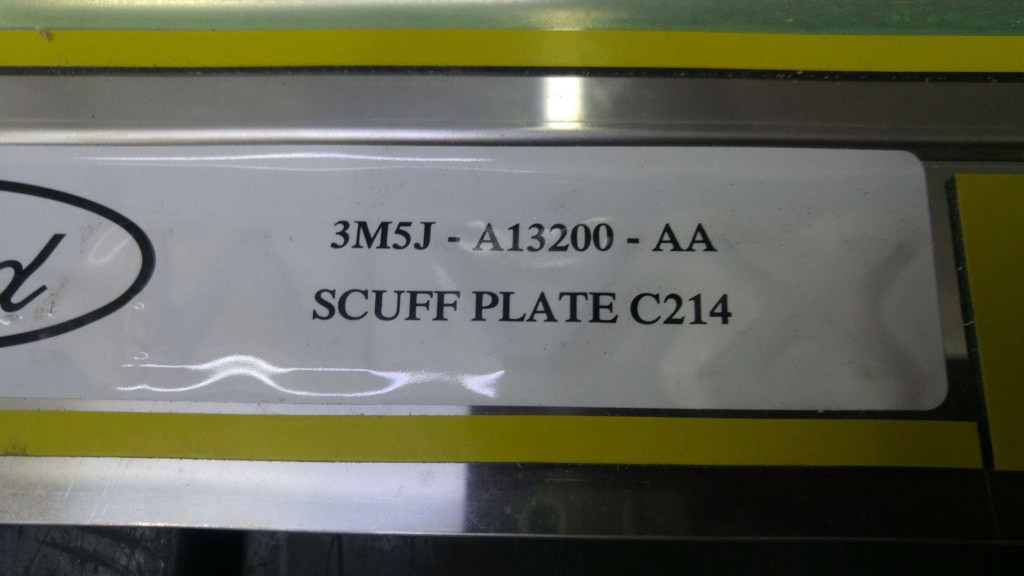 3M5J - A13200 - AA
SCUFF PLATE C214